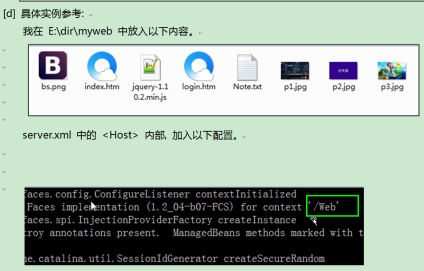 [d] 具体实例参考:
我在 E:\dir\myweb 中放入以下内容。
B
bs.png index.htm jquery-1.10.2.min.js login.htm Note.txt p1.jpg p2.jpg p3.jpg
server.xml 中的 <Host> 内部, 加入以下配置。
faces.config.ConfigureListener contextInitialized
Faces implementation (1.2_04-b07-FCS) for context '/Web'
faces.spi.InjectionProviderFactory createInstance
troy annotations present. ManagedBeans methods marked with t
he.catalina.util.SessionIdGenerator createSecureRandom